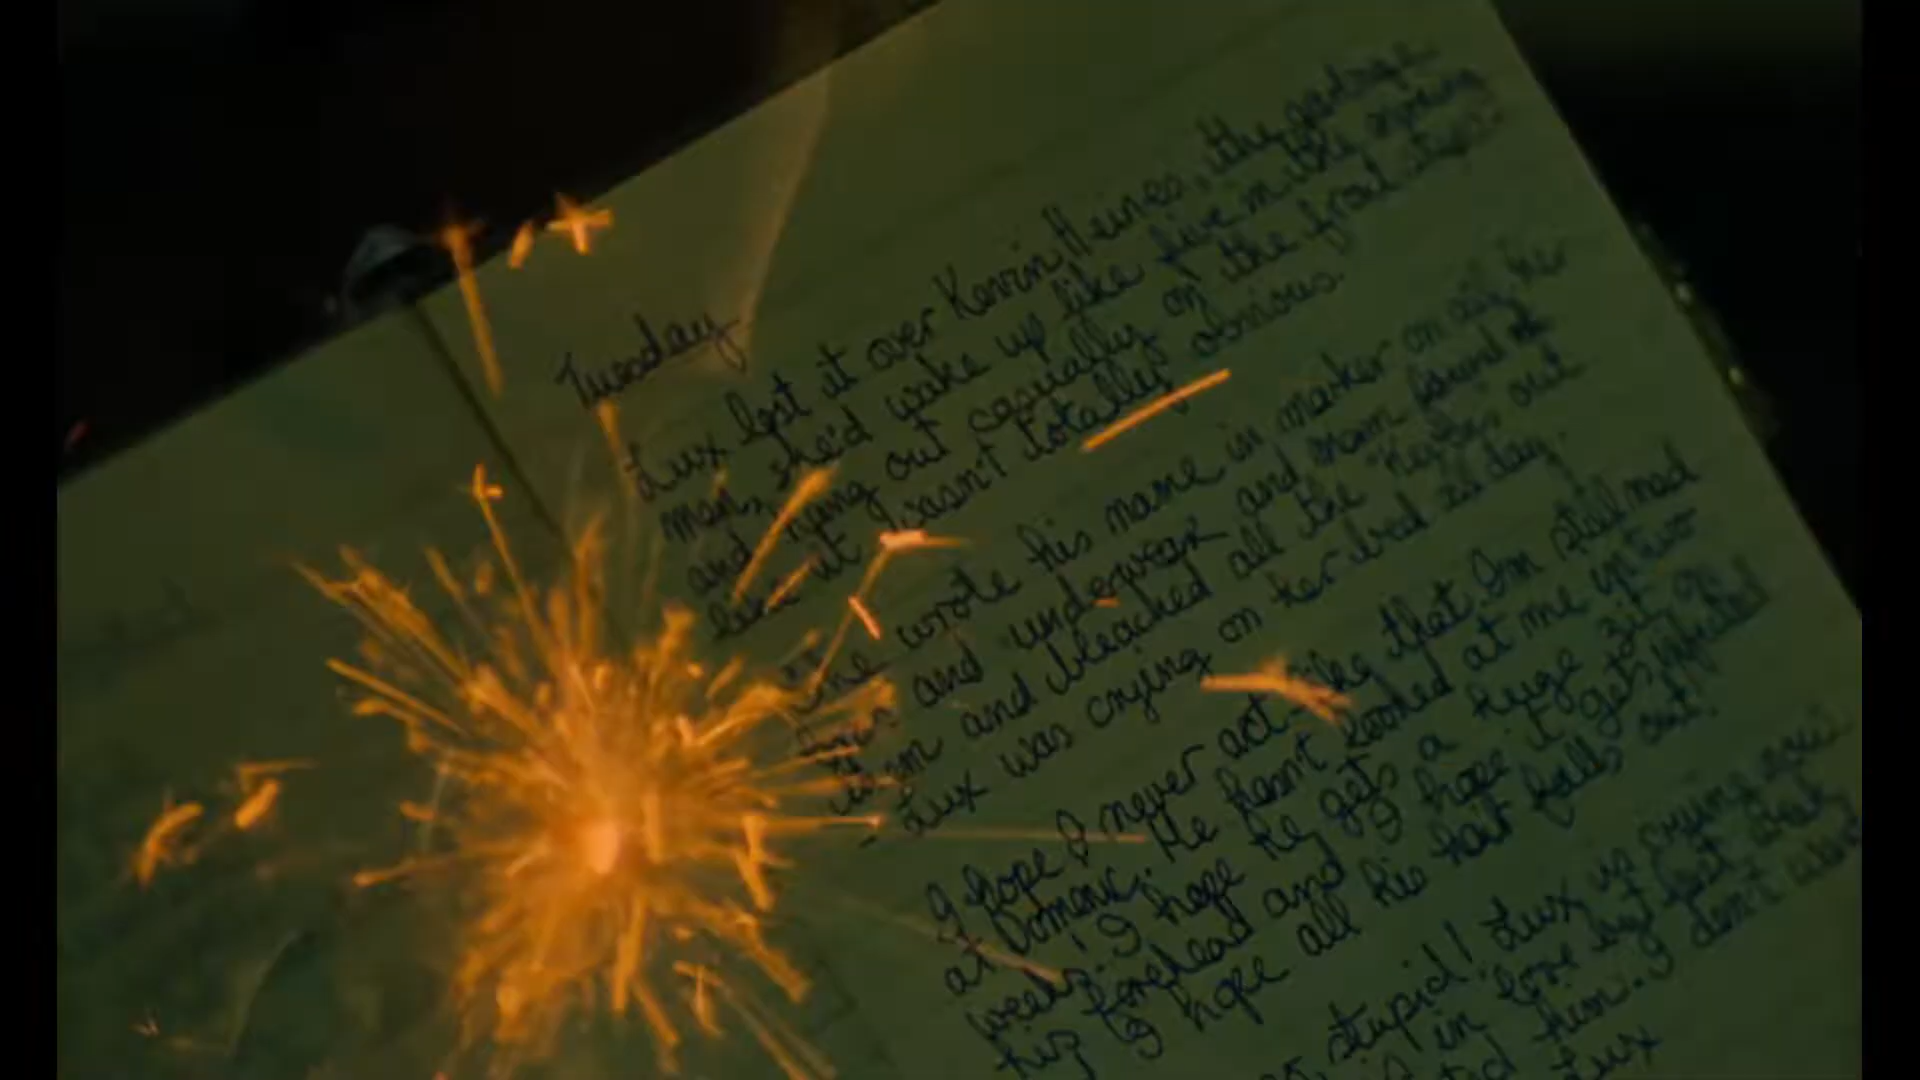 Tuesday
Lux lost it over Kevin Heines, the garbage
man, she'd wake up like five in the morning
and hang out casually on the front steps
like it wasn't totally obvious.
She wrote his name in marker on all her
bras and underwear and mom found
them and bleached all the "Kevins" out
Lux was crying on her bed all day.
I hope I never act like that. I'm still mad
at Domenic. He hasn't looked at me in two
weeks! I hope he gets a huge zit on
his forehead and I hope it gets infected
I hope all his hair falls out!
stupid! Lux is crying
in love but
him. I don't
Lux